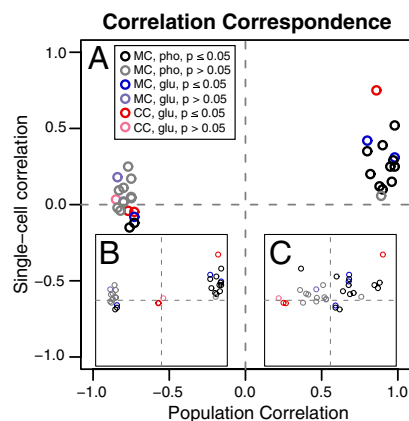 Correlation Correspondence
A
MC, pho, p ≤ 0.05
MC, pho, p > 0.05
MC, glu, p ≤ 0.05
MC, glu, p > 0.05
CC, glu, p ≤ 0.05
CC, glu, p > 0.05
1.0
0.5
0.0
−0.5
−1.0
Single−cell correlation
B
C
−1.0 −0.5 0.0 0.5 1.0
Population Correlation